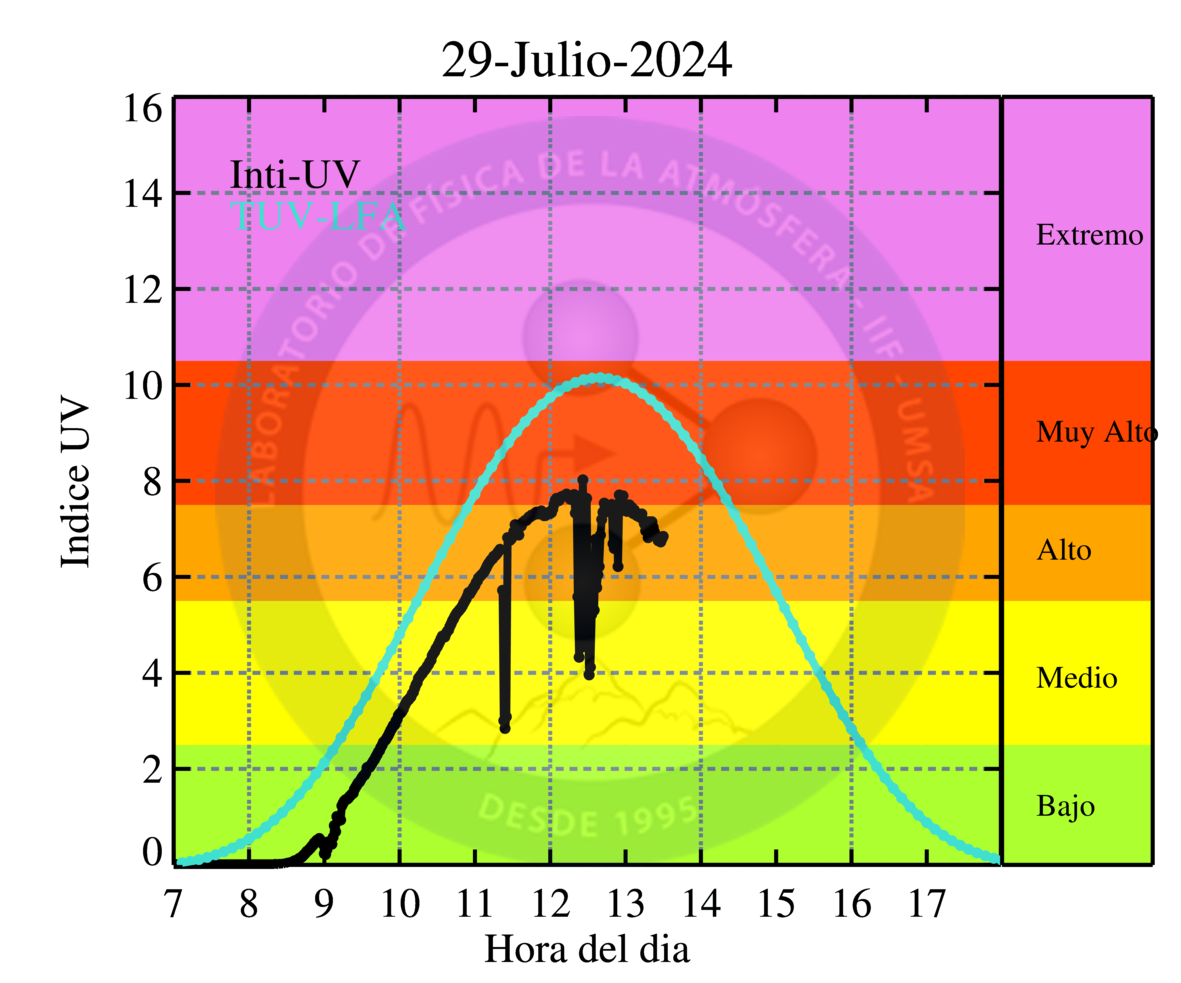 29-Julio-2024
Inti-UV
TUV-LFA
LABORATORIO DE FÍSICA DE LA ATMÓSFERA - IIF - UMSA
DESDE 1995
Indice UV
16
14
12
10
8
6
4
2
0
Extremo
Muy Alto
Alto
Medio
Bajo
7 8 9 10 11 12 13 14 15 16 17
Hora del dia